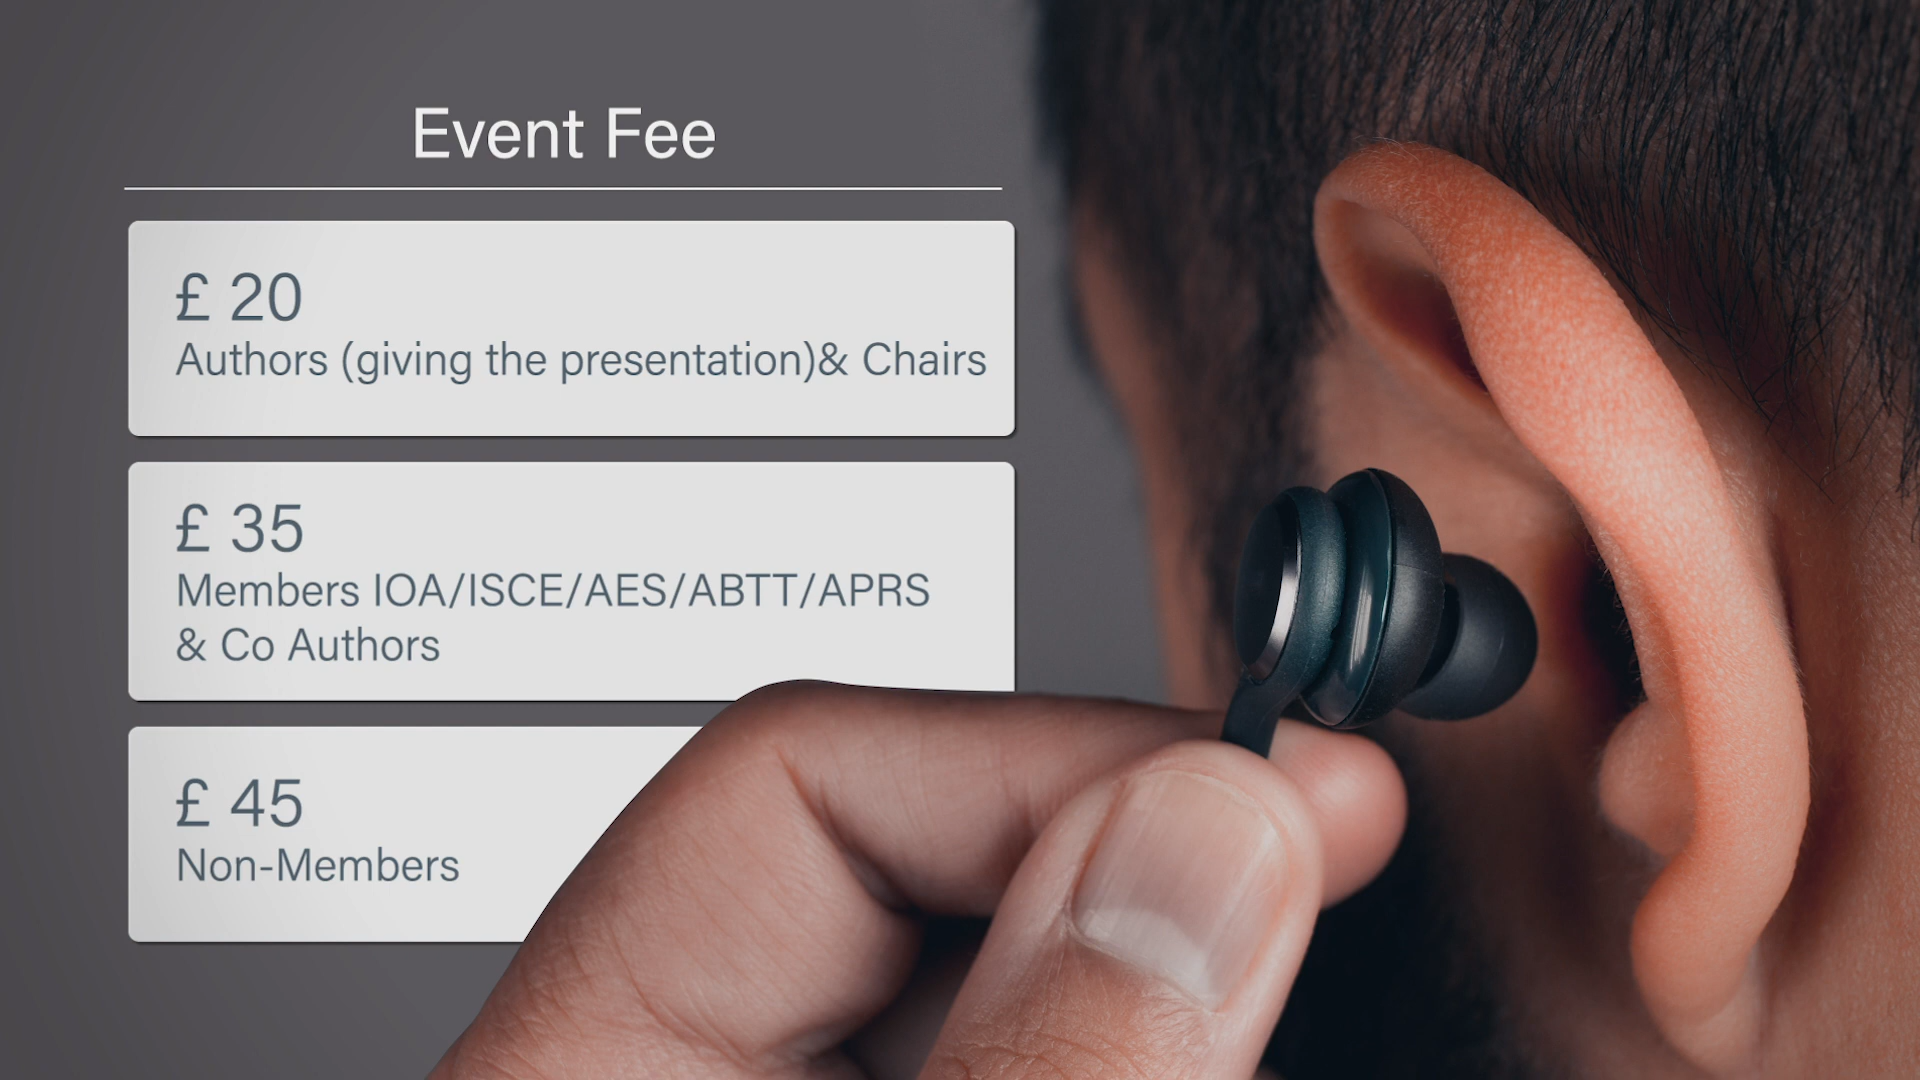 Event Fee
£ 20
Authors (giving the presentation)& Chairs
£ 35
Members IOA/ISCE/AES/ABTT/APRS
& Co Authors
£ 45
Non-Members